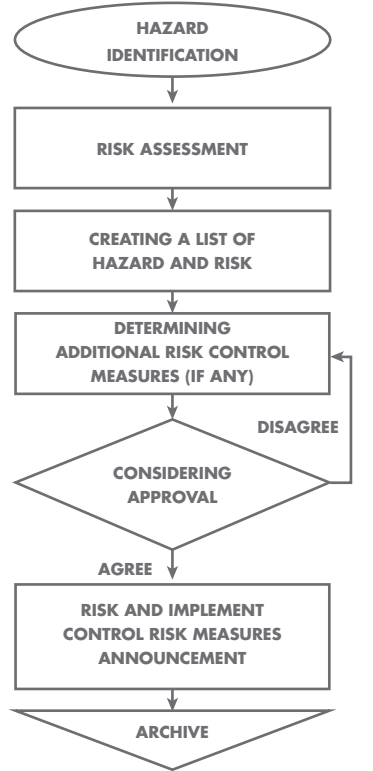 HAZARD
IDENTIFICATION
RISK ASSESSMENT
CREATING A LIST OF
HAZARD AND RISK
DETERMINING
ADDITIONAL RISK CONTROL
MEASURES (IF ANY)
DISAGREE
CONSIDERING
APPROVAL
AGREE
RISK AND IMPLEMENT
CONTROL RISK MEASURES
ANNOUNCEMENT
ARCHIVE